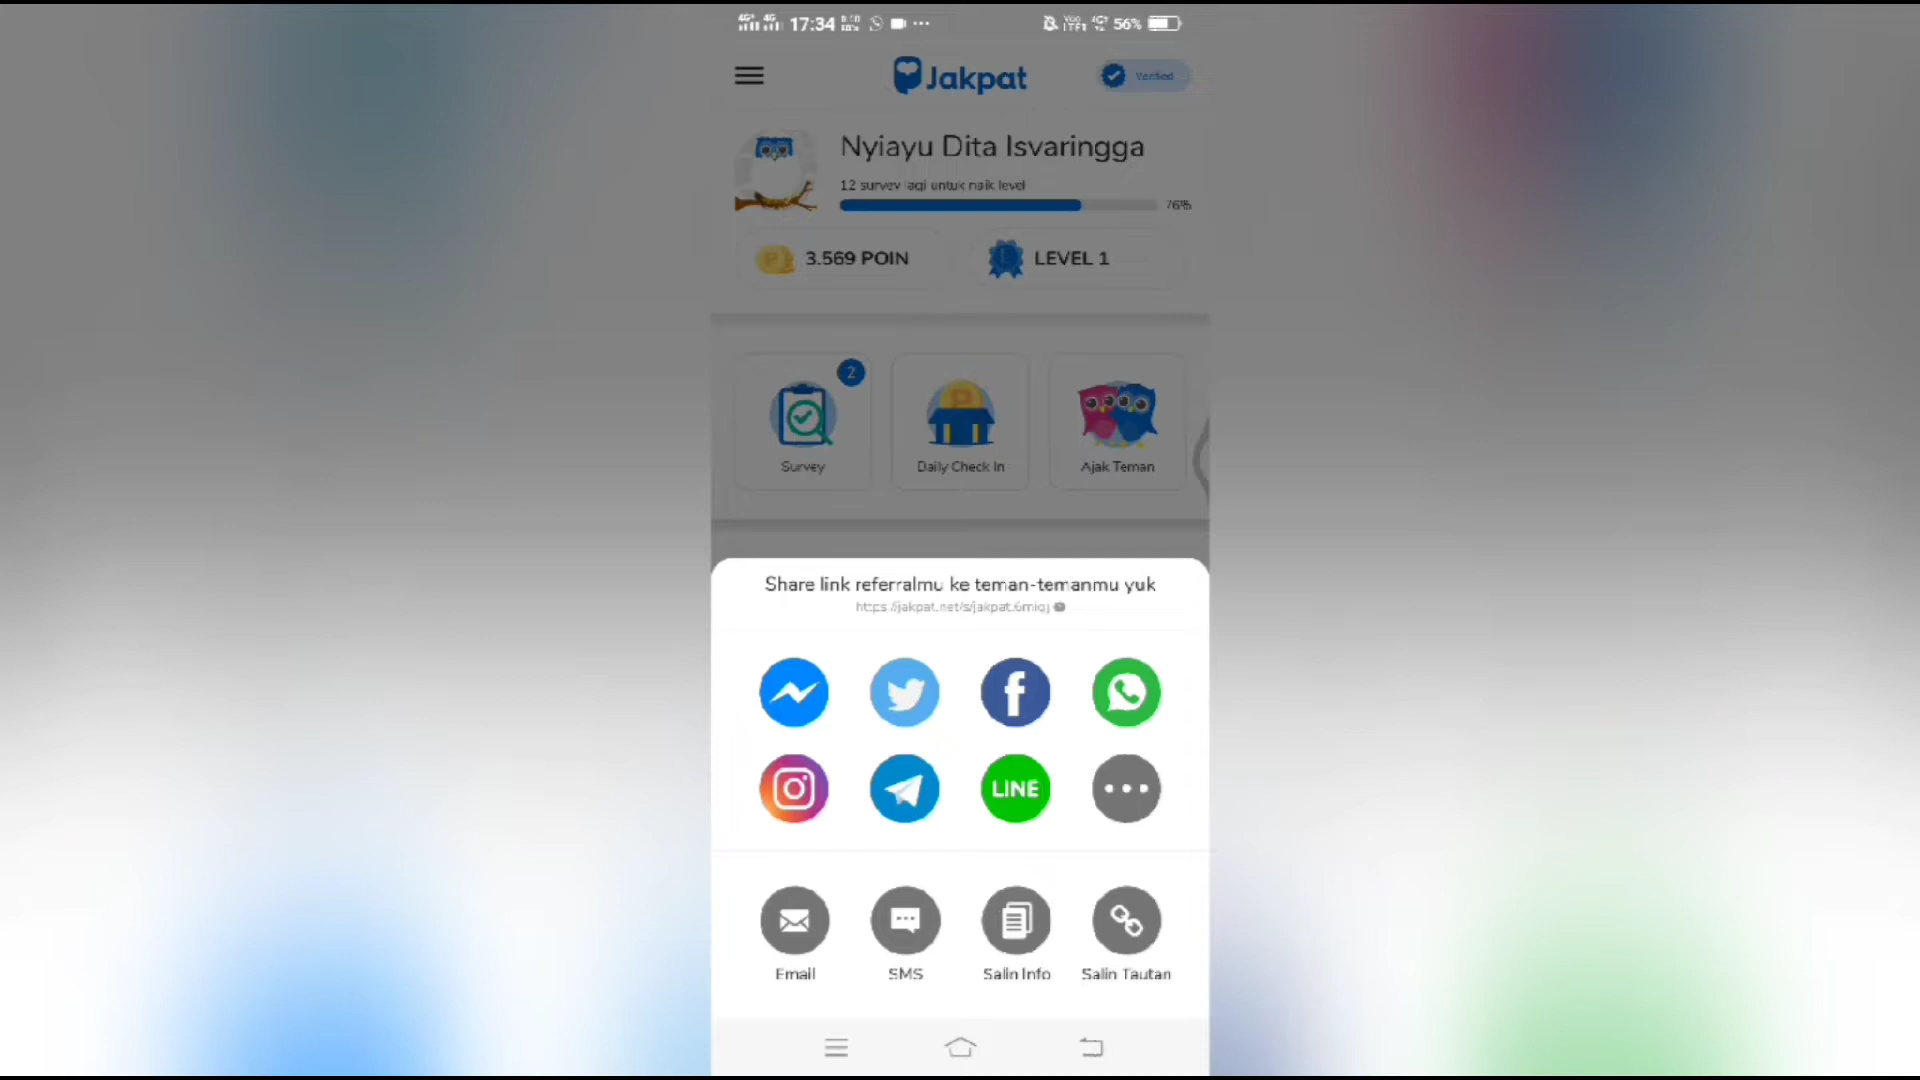 17:34
56%
Jakpat
Verified
Nyiayu Dita Isvaringga
12 survey lagi untuk naik level
76%
3.569 POIN
LEVEL 1
2
Survey
Daily Check In
Ajak Teman
Share link referralmu ke teman-temanmu yuk
LINE
Email
SMS
Salin Info
Salin Tautan